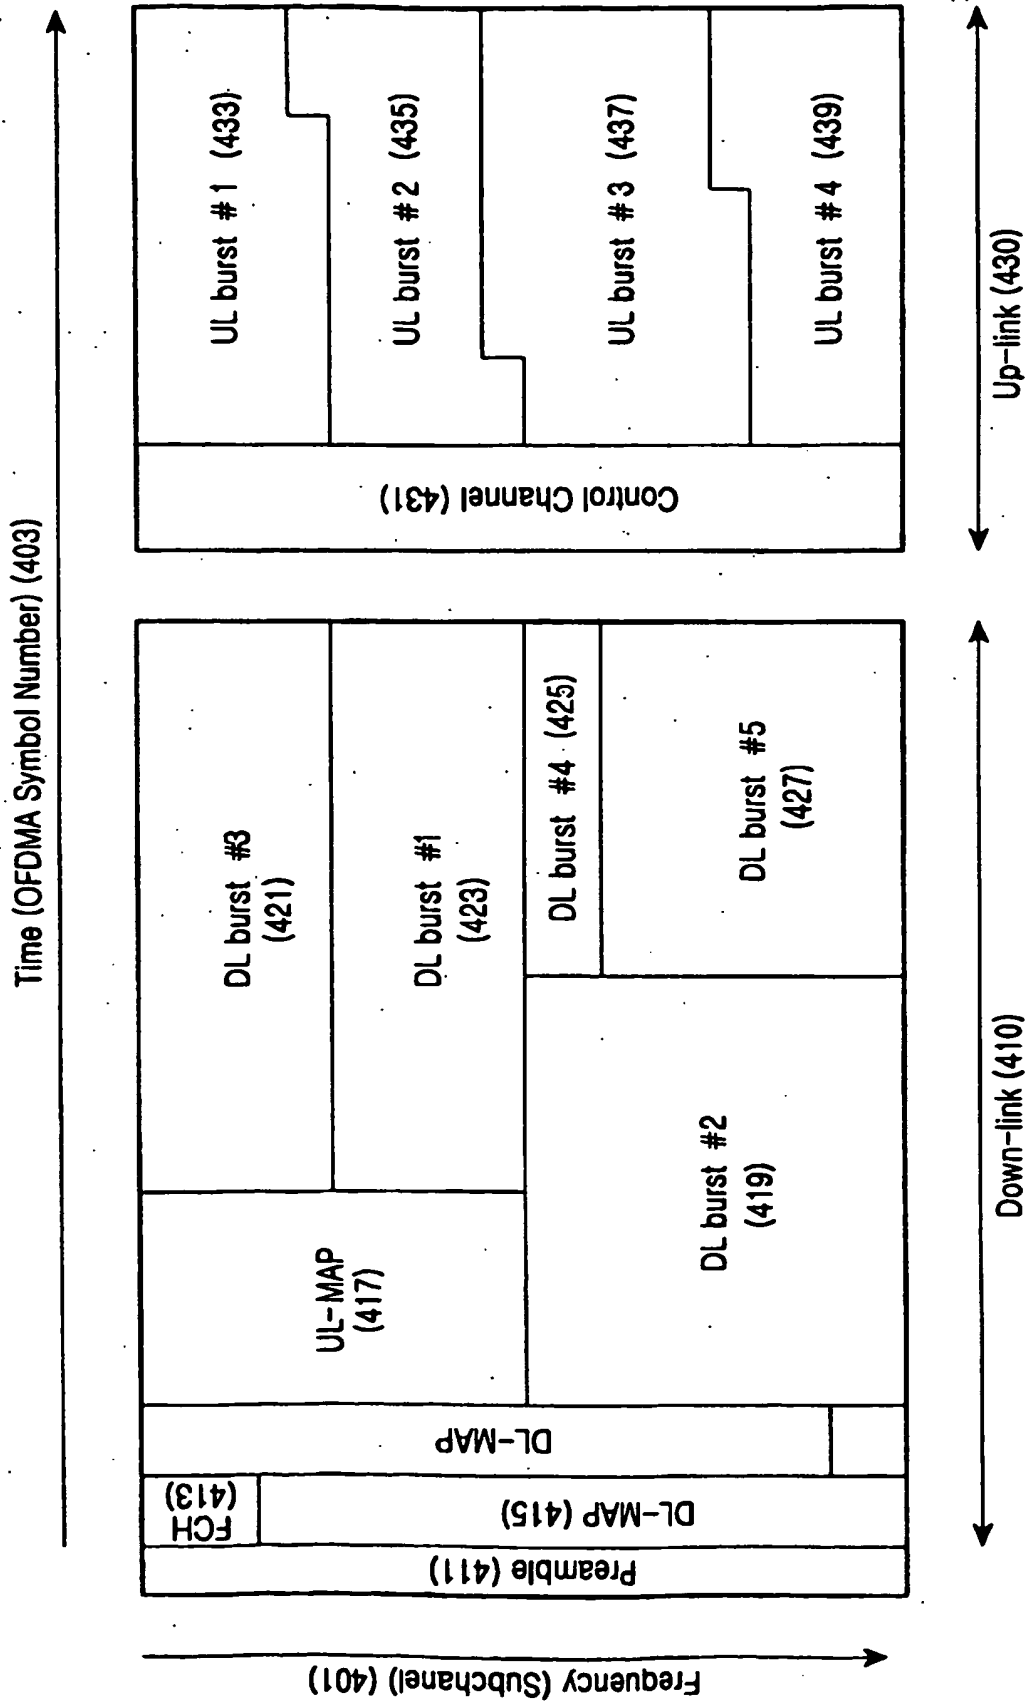 Time (OFDMA Symbol Number) (403)
Frequency (Subchannel) (401)
Preamble (411)
FCH
(413)
DL-MAP (415)
DL-MAP
UL-MAP
(417)
DL burst #2
(419)
DL burst #3
(421)
DL burst #1
(423)
DL burst #4 (425)
DL burst #5
(427)
Control Channel (431)
UL burst #1 (433)
UL burst #2 (435)
UL burst #3 (437)
UL burst #4 (439)
Down-link (410)
Up-link (430)